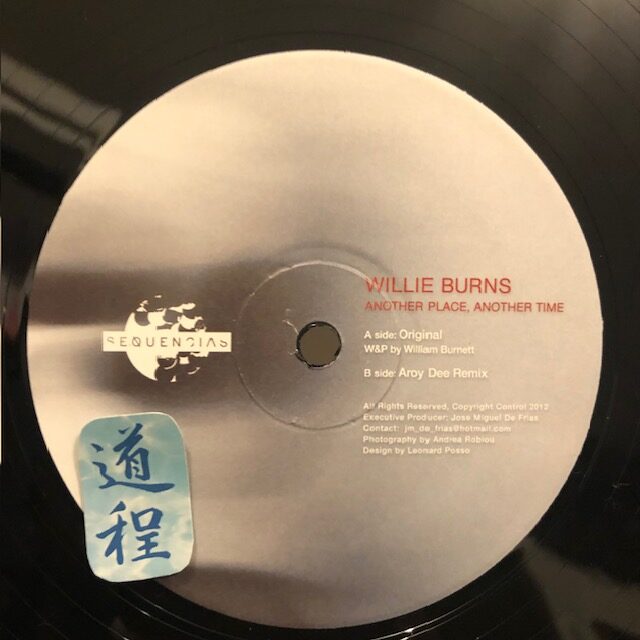 WILLIE BURNS
ANOTHER PLACE, ANOTHER TIME
A side: Original
W&P by William Burnett
B side: Aroy Dee Remix
All Rights Reserved, Copyright Control 2012
Executive Producer: Jose Miguel De Frias
Contact: jm_de_frias@hotmail.com
Photography by Andrea Robiou
Design by Leonard Posso
SEQUENCIAS
道程